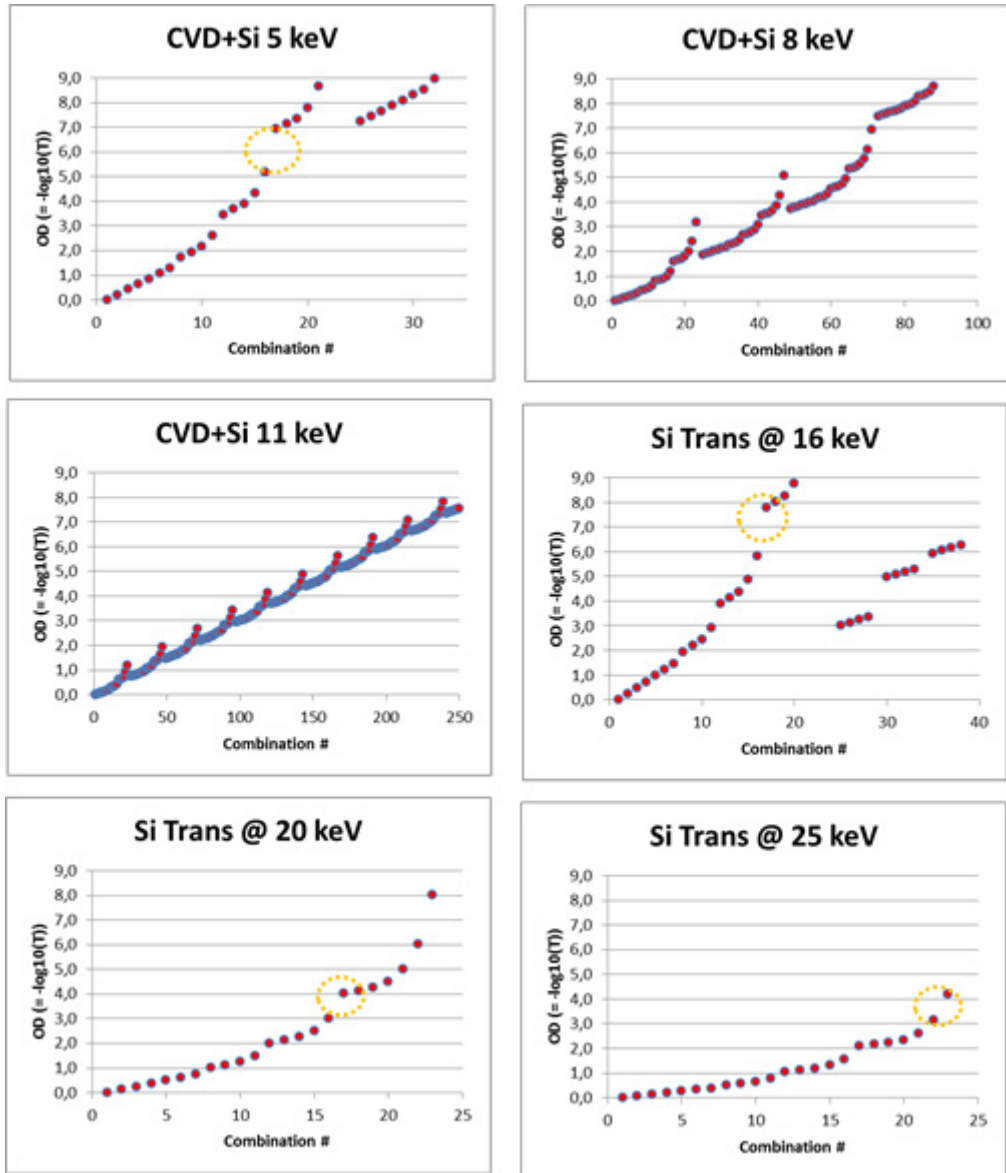 CVD+Si 5 keV
OD (= -log10(T))
9,0
8,0
7,0
6,0
5,0
4,0
3,0
2,0
1,0
0,0
0 10 20 30
Combination #
CVD+Si 8 keV
OD (= -log10(T))
9,0
8,0
7,0
6,0
5,0
4,0
3,0
2,0
1,0
0,0
0 20 40 60 80 100
Combination #
CVD+Si 11 keV
OD (= -log10(T))
9,0
8,0
7,0
6,0
5,0
4,0
3,0
2,0
1,0
0,0
0 50 100 150 200 250
Combination #
Si Trans @ 16 keV
OD (= -log10(T))
9,0
8,0
7,0
6,0
5,0
4,0
3,0
2,0
1,0
0,0
0 10 20 30 40
Combination #
Si Trans @ 20 keV
OD (= -log10(T))
9,0
8,0
7,0
6,0
5,0
4,0
3,0
2,0
1,0
0,0
0 5 10 15 20 25
Combination #
Si Trans @ 25 keV
OD (= -log10(T))
9,0
8,0
7,0
6,0
5,0
4,0
3,0
2,0
1,0
0,0
0 5 10 15 20 25
Combination #